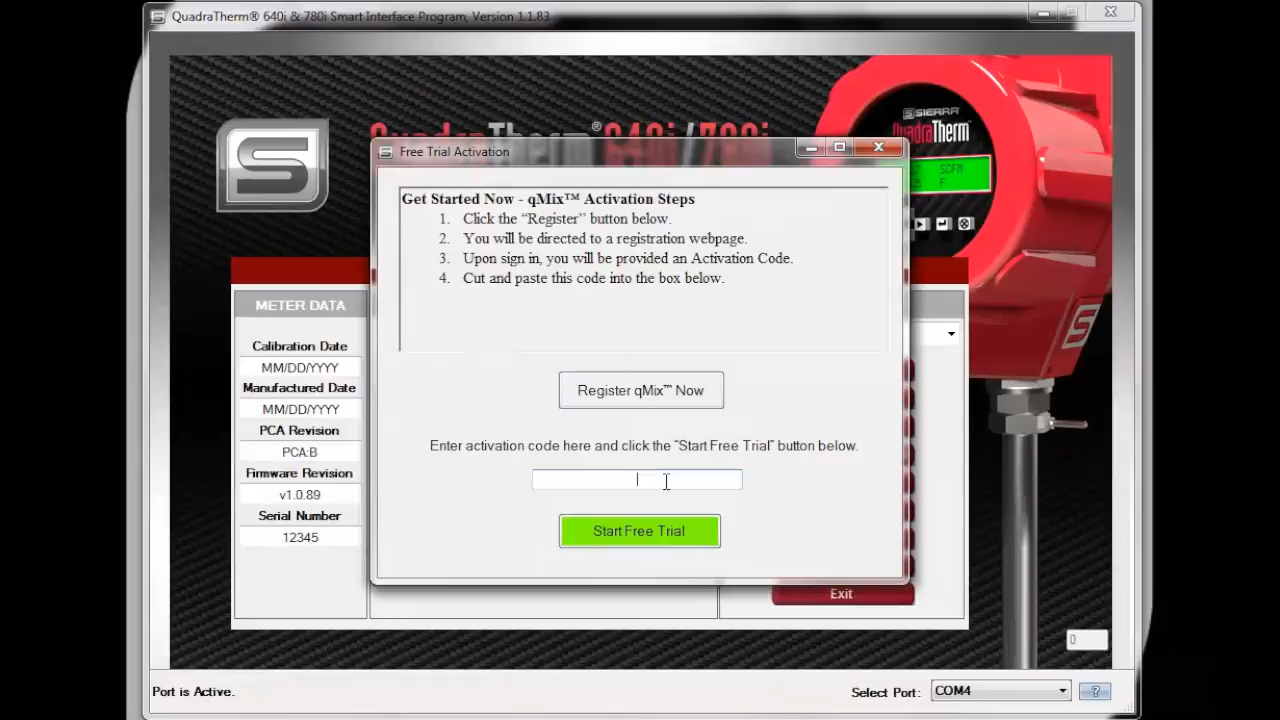 QuadraTherm® 640i & 780i Smart Interface Program, Version 1.1.83
SIERRA
QuadraTherm
SCFM
F
QuadraTherm® 640i/780i
Free Trial Activation
Get Started Now - qMix™ Activation Steps
1. Click the “Register” button below.
2. You will be directed to a registration webpage.
3. Upon sign in, you will be provided an Activation Code.
4. Cut and paste this code into the box below.
Register qMix™ Now
Enter activation code here and click the "Start Free Trial" button below.
Start Free Trial
METER DATA
Calibration Date
MM/DD/YYYY
Manufactured Date
MM/DD/YYYY
PCA Revision
PCA:B
Firmware Revision
v1.0.89
Serial Number
12345
Exit
0
Port is Active.
Select Port:
COM4
?